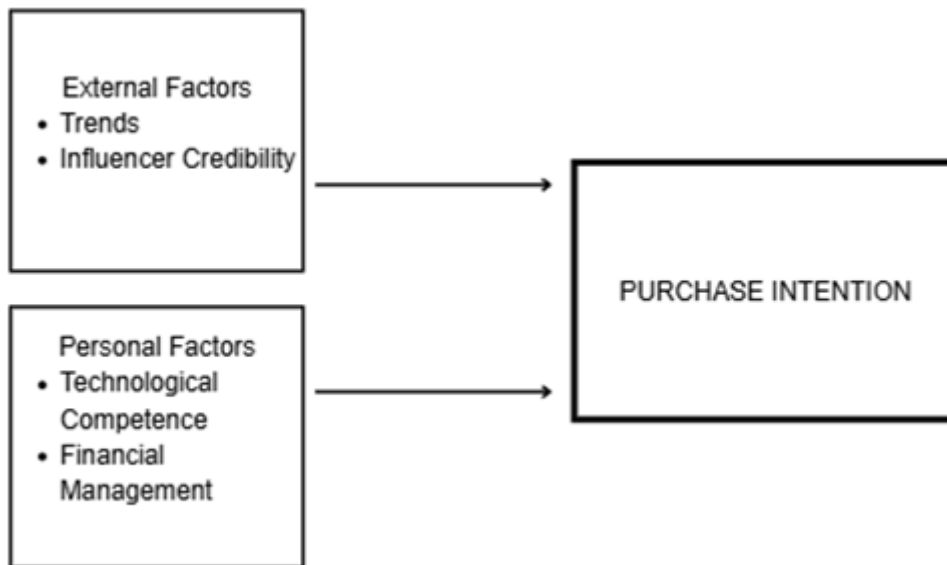 External Factors
• Trends
• Influencer Credibility
PURCHASE INTENTION
Personal Factors
• Technological
Competence
• Financial
Management